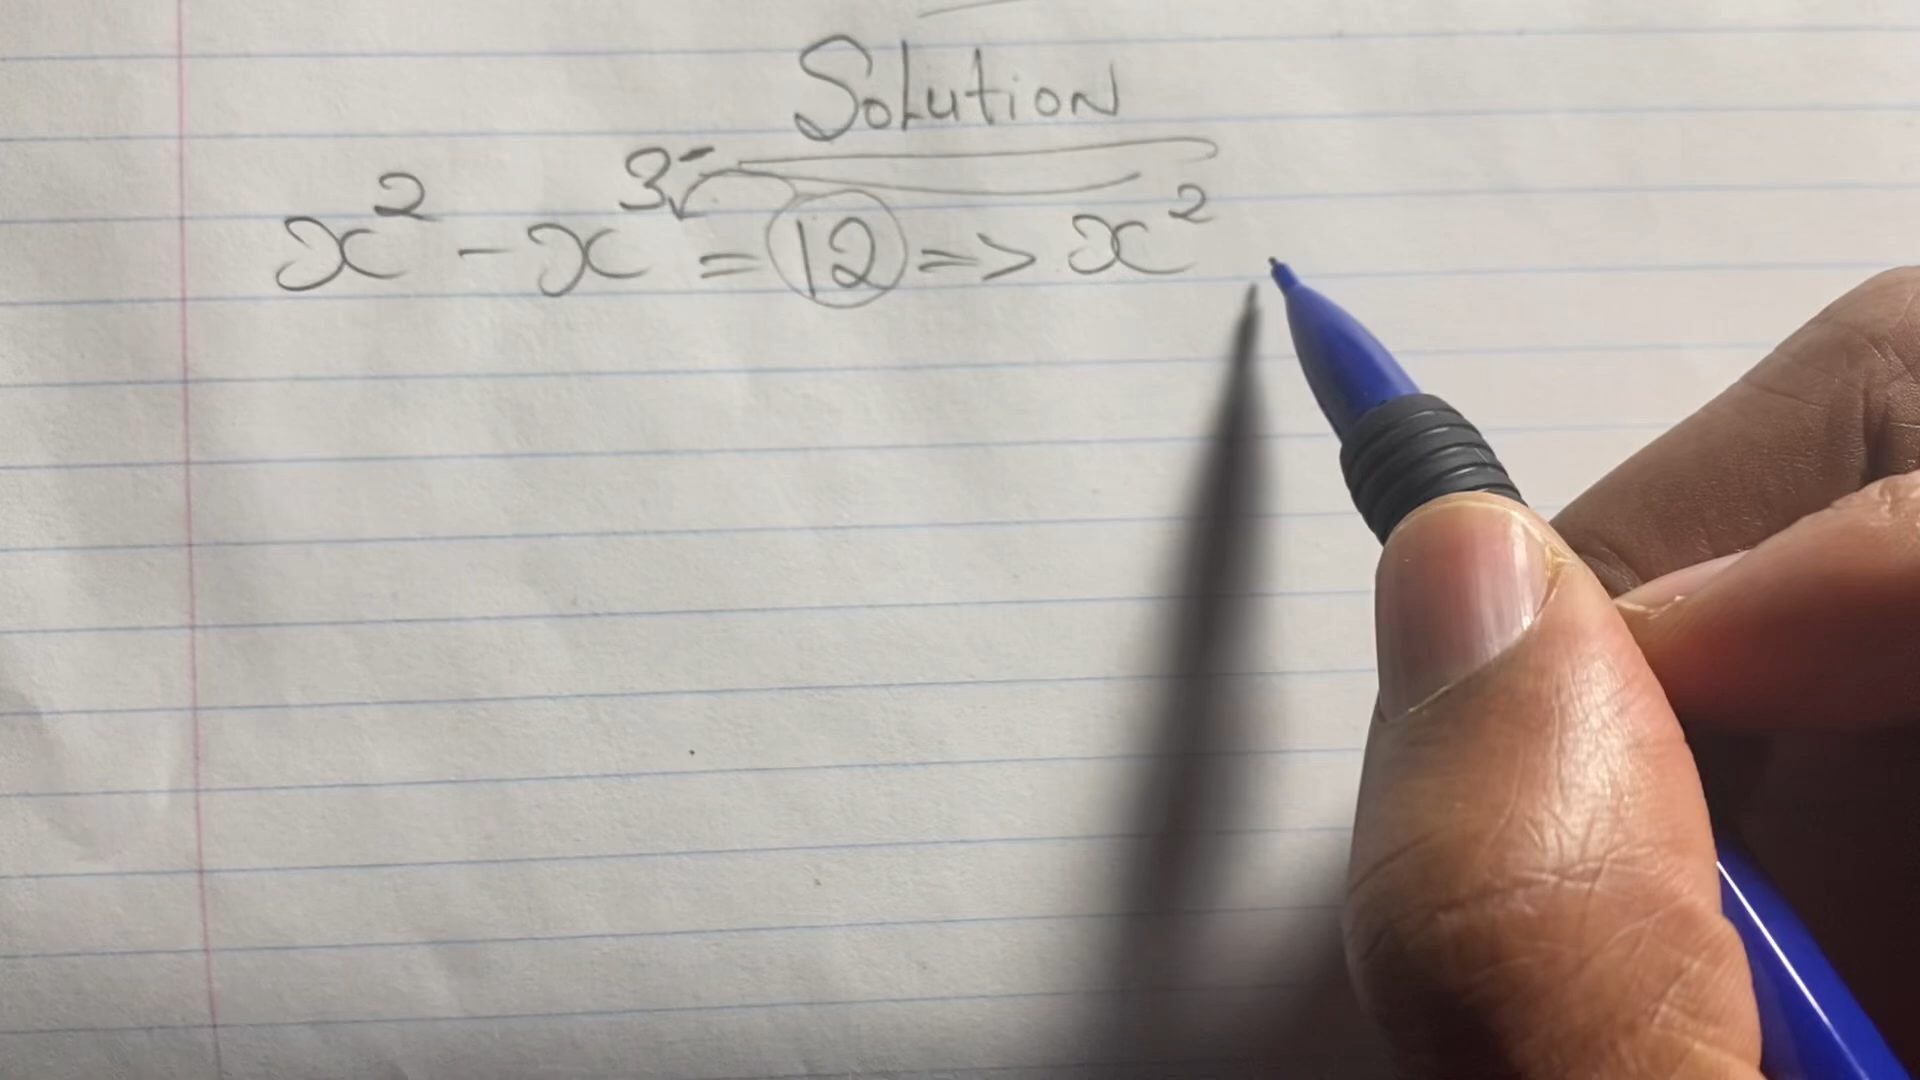 Solution
x² - x³ = 12 => x²